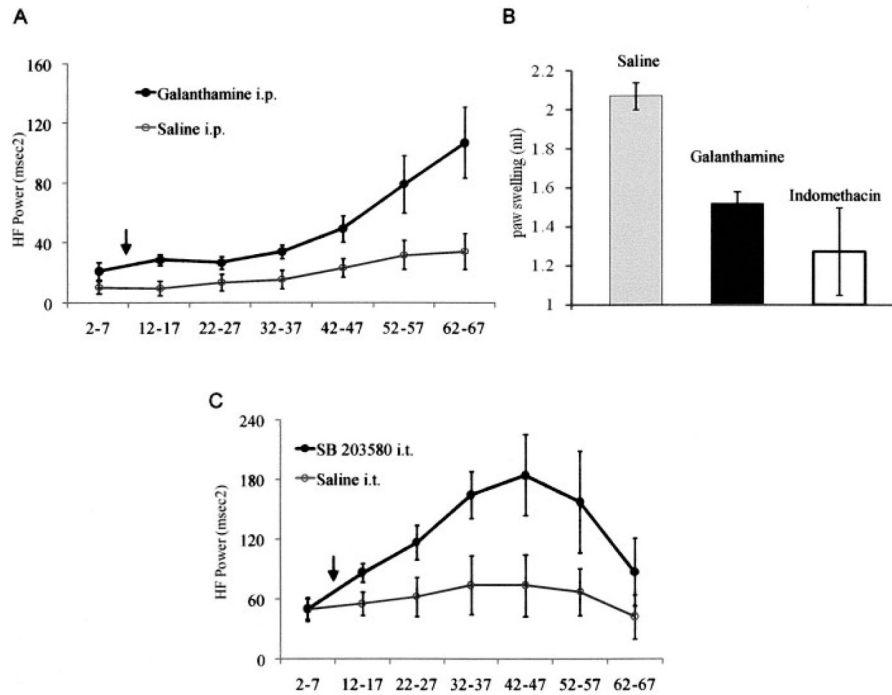 A
HF Power (msec2)
160
120
80
40
0
Galanthamine i.p.
Saline i.p.
2-7 12-17 22-27 32-37 42-47 52-57 62-67
B
paw swelling (ml)
2.2
2
1.8
1.6
1.4
1.2
1
Saline
Galanthamine
Indomethacin
C
HF Power (msec2)
240
180
120
60
0
SB 203580 i.t.
Saline i.t.
2-7 12-17 22-27 32-37 42-47 52-57 62-67